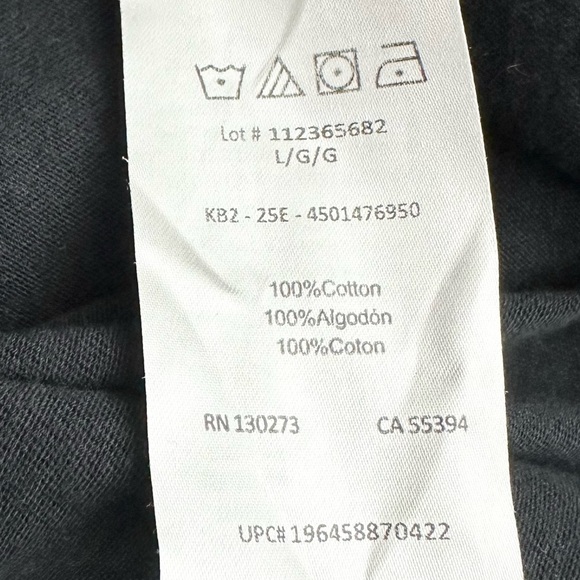 Lot # 112365682
L/G/G
KB2 - 25E - 4501476950
100%Cotton
100%Algodón
100%Coton
RN 130273 CA 55394
UPC# 196458870422